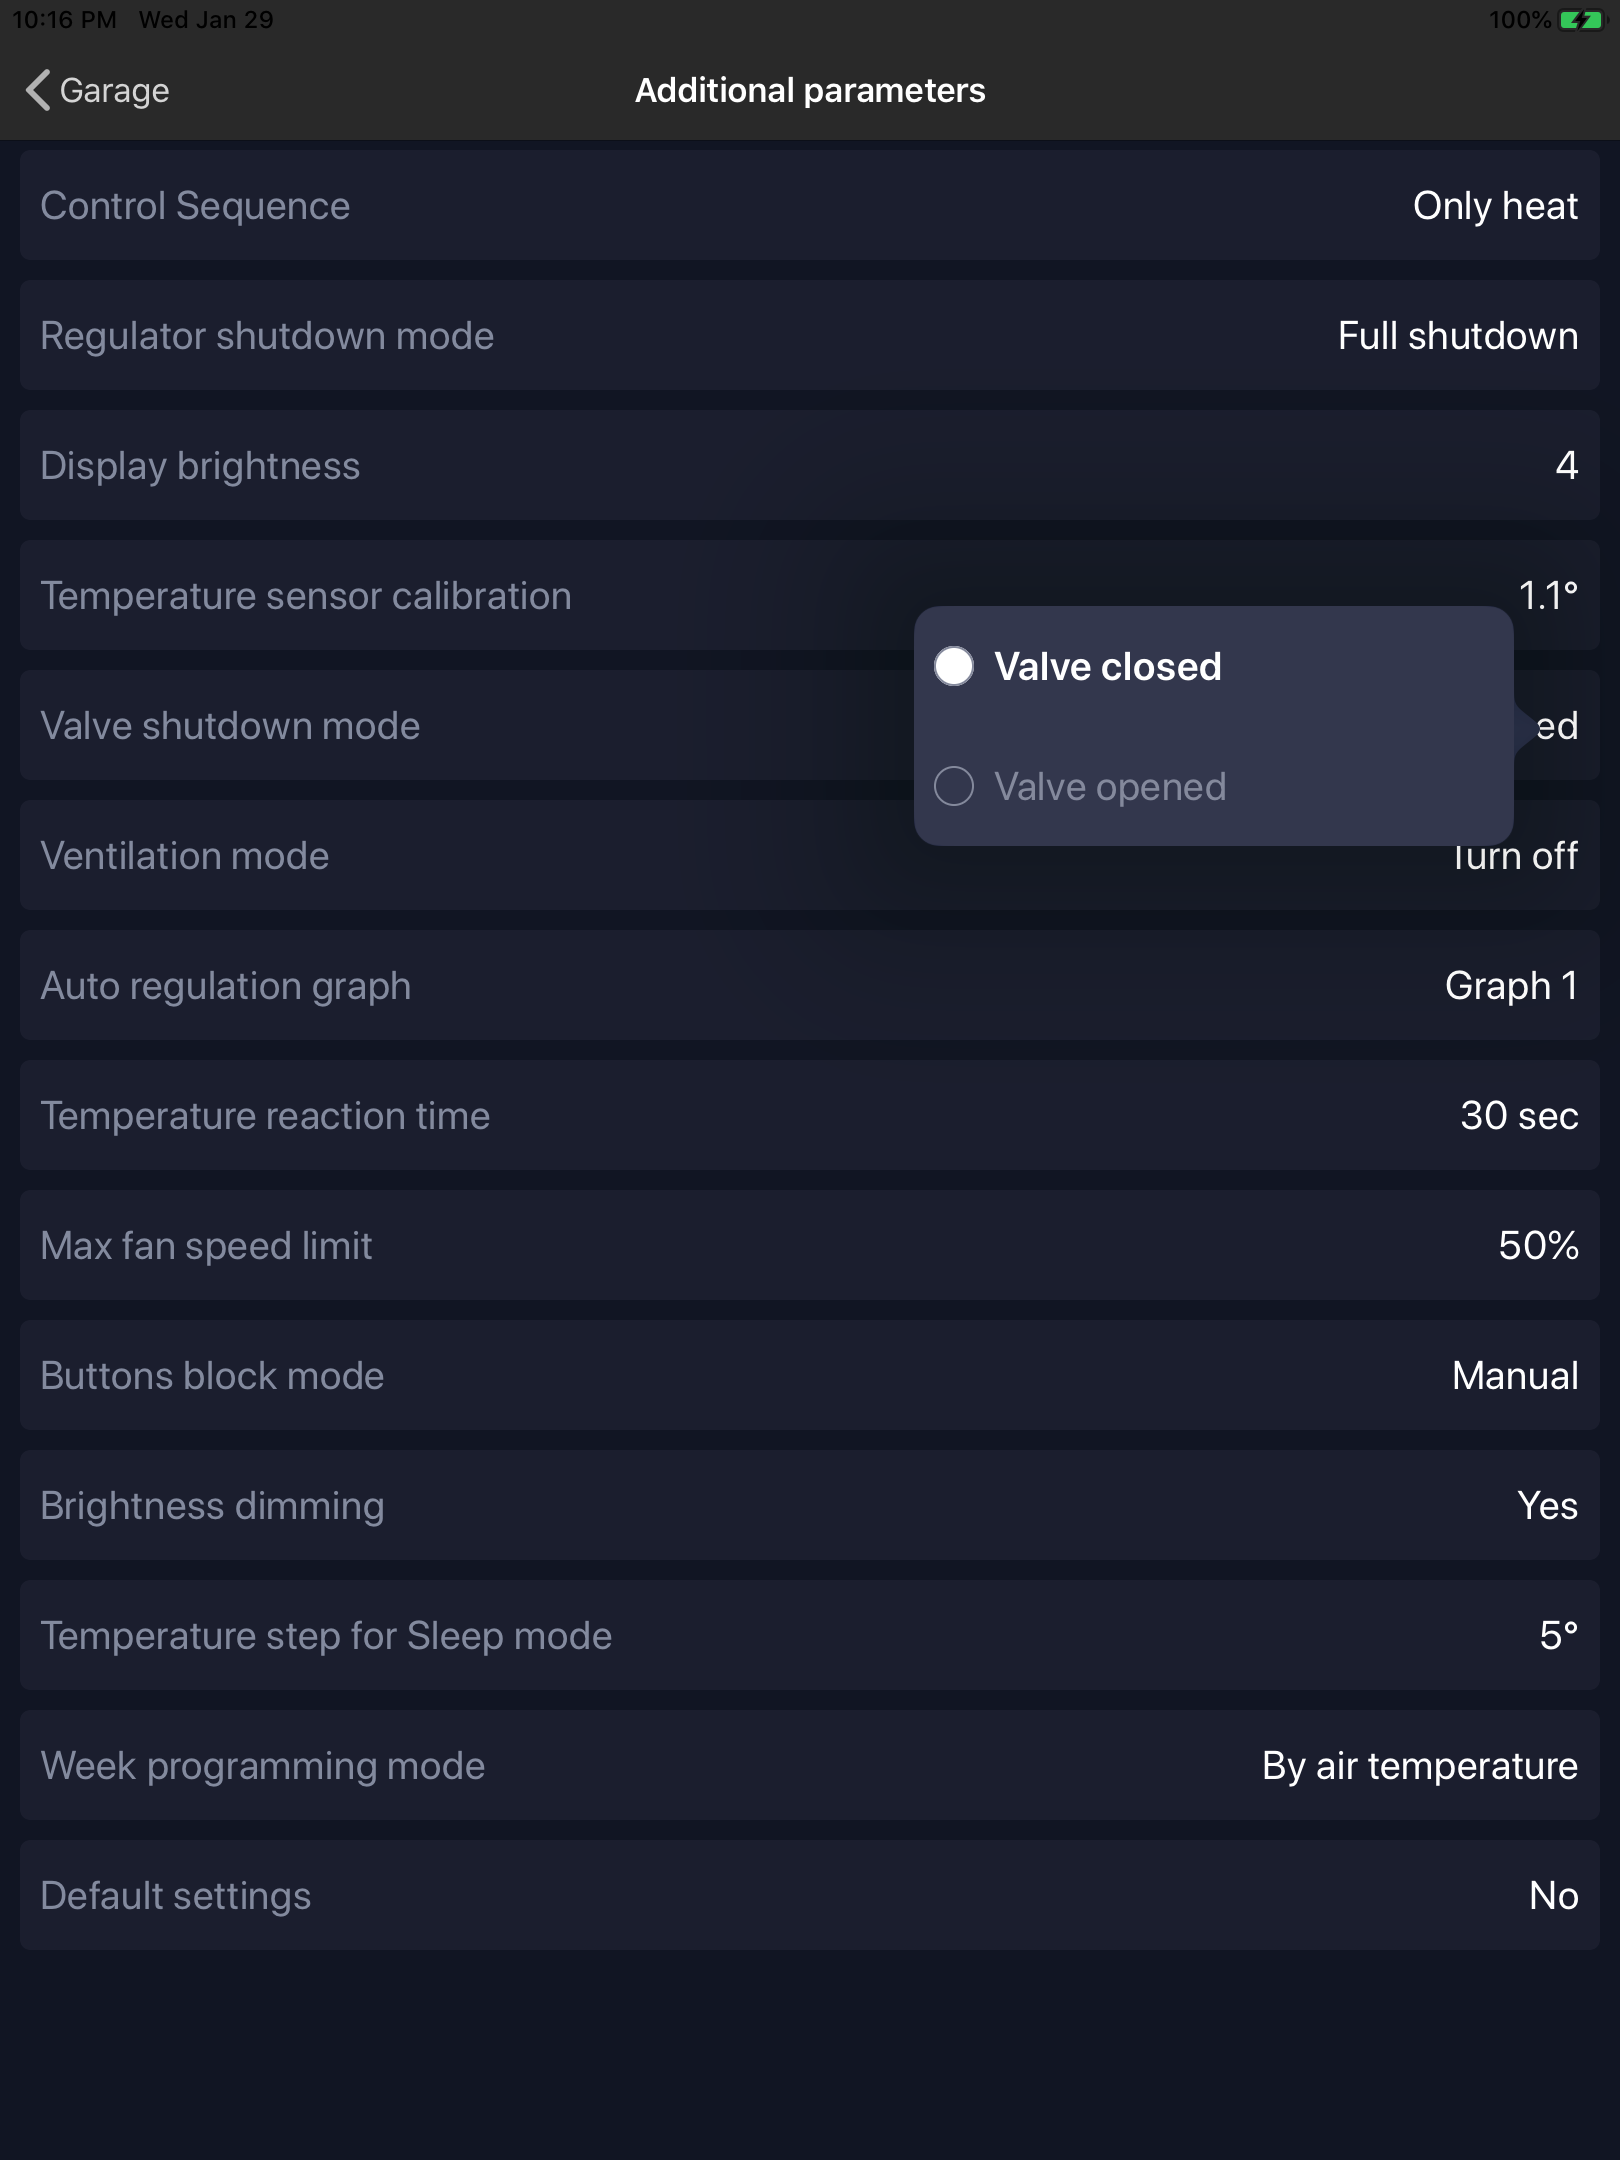 10:16 PM Wed Jan 29 100%
Garage Additional parameters
Control Sequence Only heat
Regulator shutdown mode Full shutdown
Display brightness 4
Temperature sensor calibration 1.1°
Valve closed
Valve shutdown mode ed
Valve opened
Ventilation mode Turn off
Auto regulation graph Graph 1
Temperature reaction time 30 sec
Max fan speed limit 50%
Buttons block mode Manual
Brightness dimming Yes
Temperature step for Sleep mode 5°
Week programming mode By air temperature
Default settings No